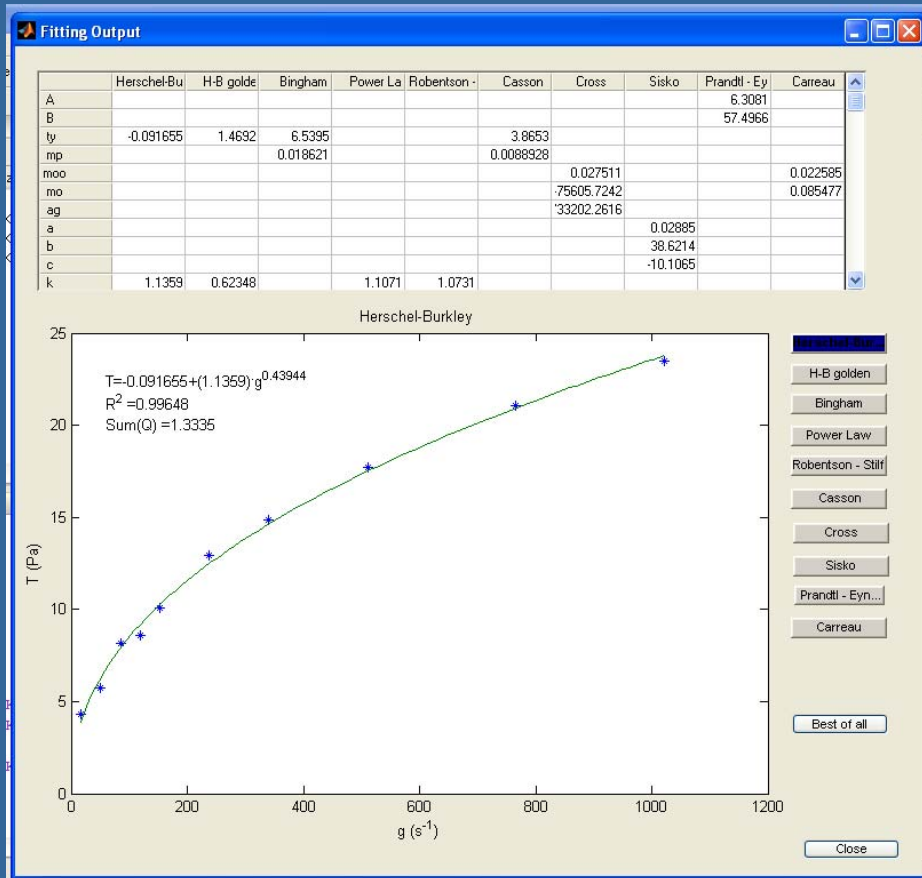 Fitting Output
Herschel-Bu H-B golde Bingham Power La Robentson - Casson Cross Sisko Prandtl - Ey Carreau
A 6.3081
B 57.4966
ty -0.091655 1.4692 6.5395 3.8653
mp 0.018621 0.0088928
moo 0.027511 0.022585
mo -75605.7242 0.085477
ag 33202.2616
a 0.02885
b 38.6214
c -10.1065
k 1.1359 0.62348 1.1071 1.0731
Herschel-Burkley
T=-0.091655+(1.1359)·g^0.43944
R^2 =0.99648
Sum(Q) =1.3335
25
20
15
10
5
0
T (Pa)
0 200 400 600 800 1000 1200
g (s^-1)
Herschel-Bur...
H-B golden
Bingham
Power Law
Robentson - Stiff
Casson
Cross
Sisko
Prandtl - Eyn...
Carreau
Best of all
Close